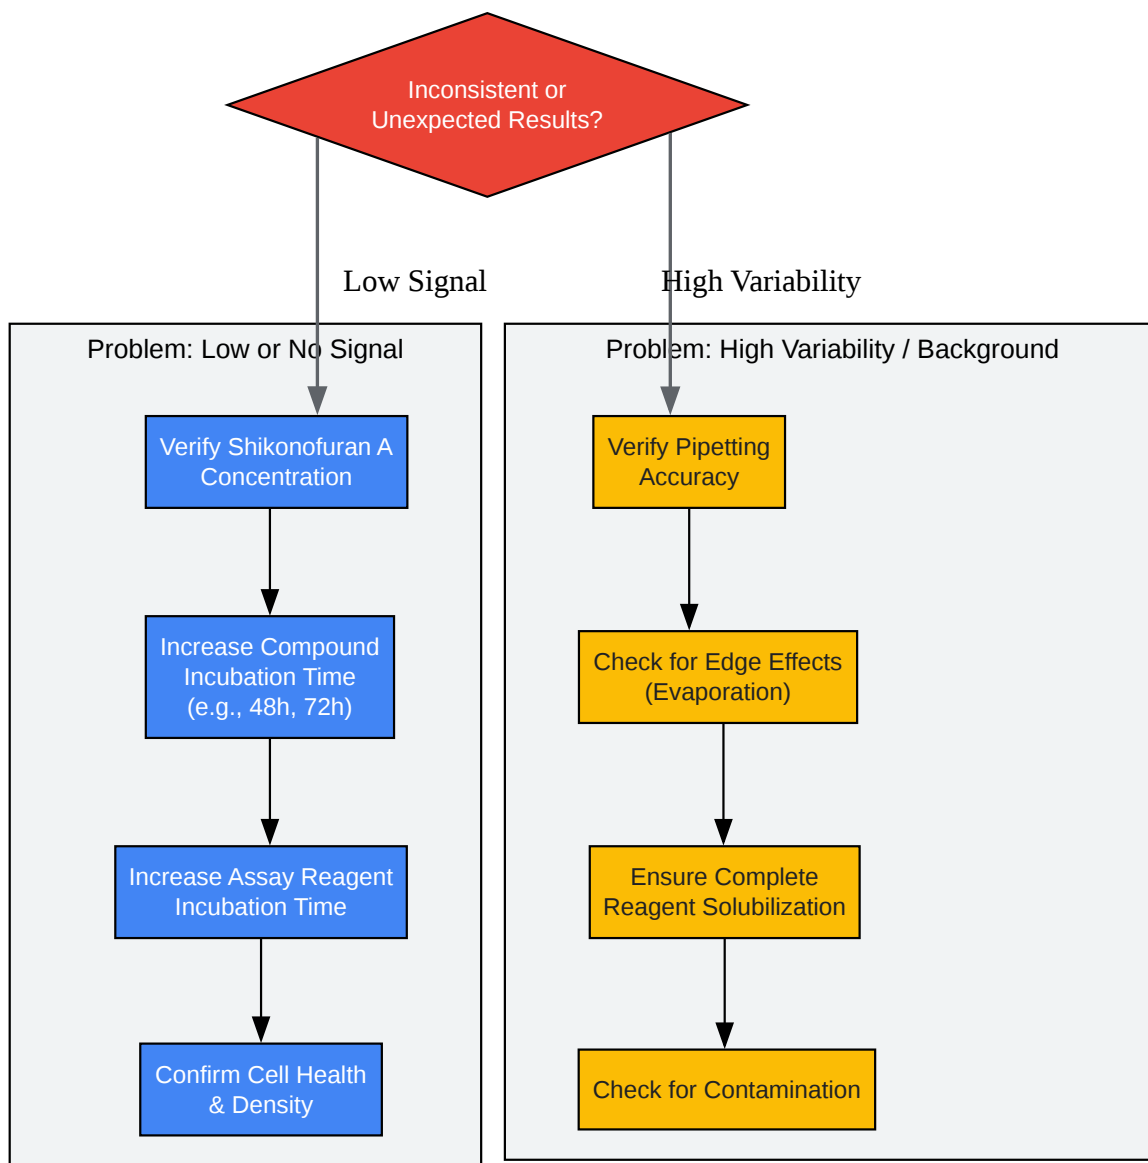 Inconsistent or
Unexpected Results?
Low Signal
High Variability
Problem: Low or No Signal
Verify Shikonofuran A
Concentration
Increase Compound
Incubation Time
(e.g., 48h, 72h)
Increase Assay Reagent
Incubation Time
Confirm Cell Health
& Density
Problem: High Variability / Background
Verify Pipetting
Accuracy
Check for Edge Effects
(Evaporation)
Ensure Complete
Reagent Solubilization
Check for Contamination